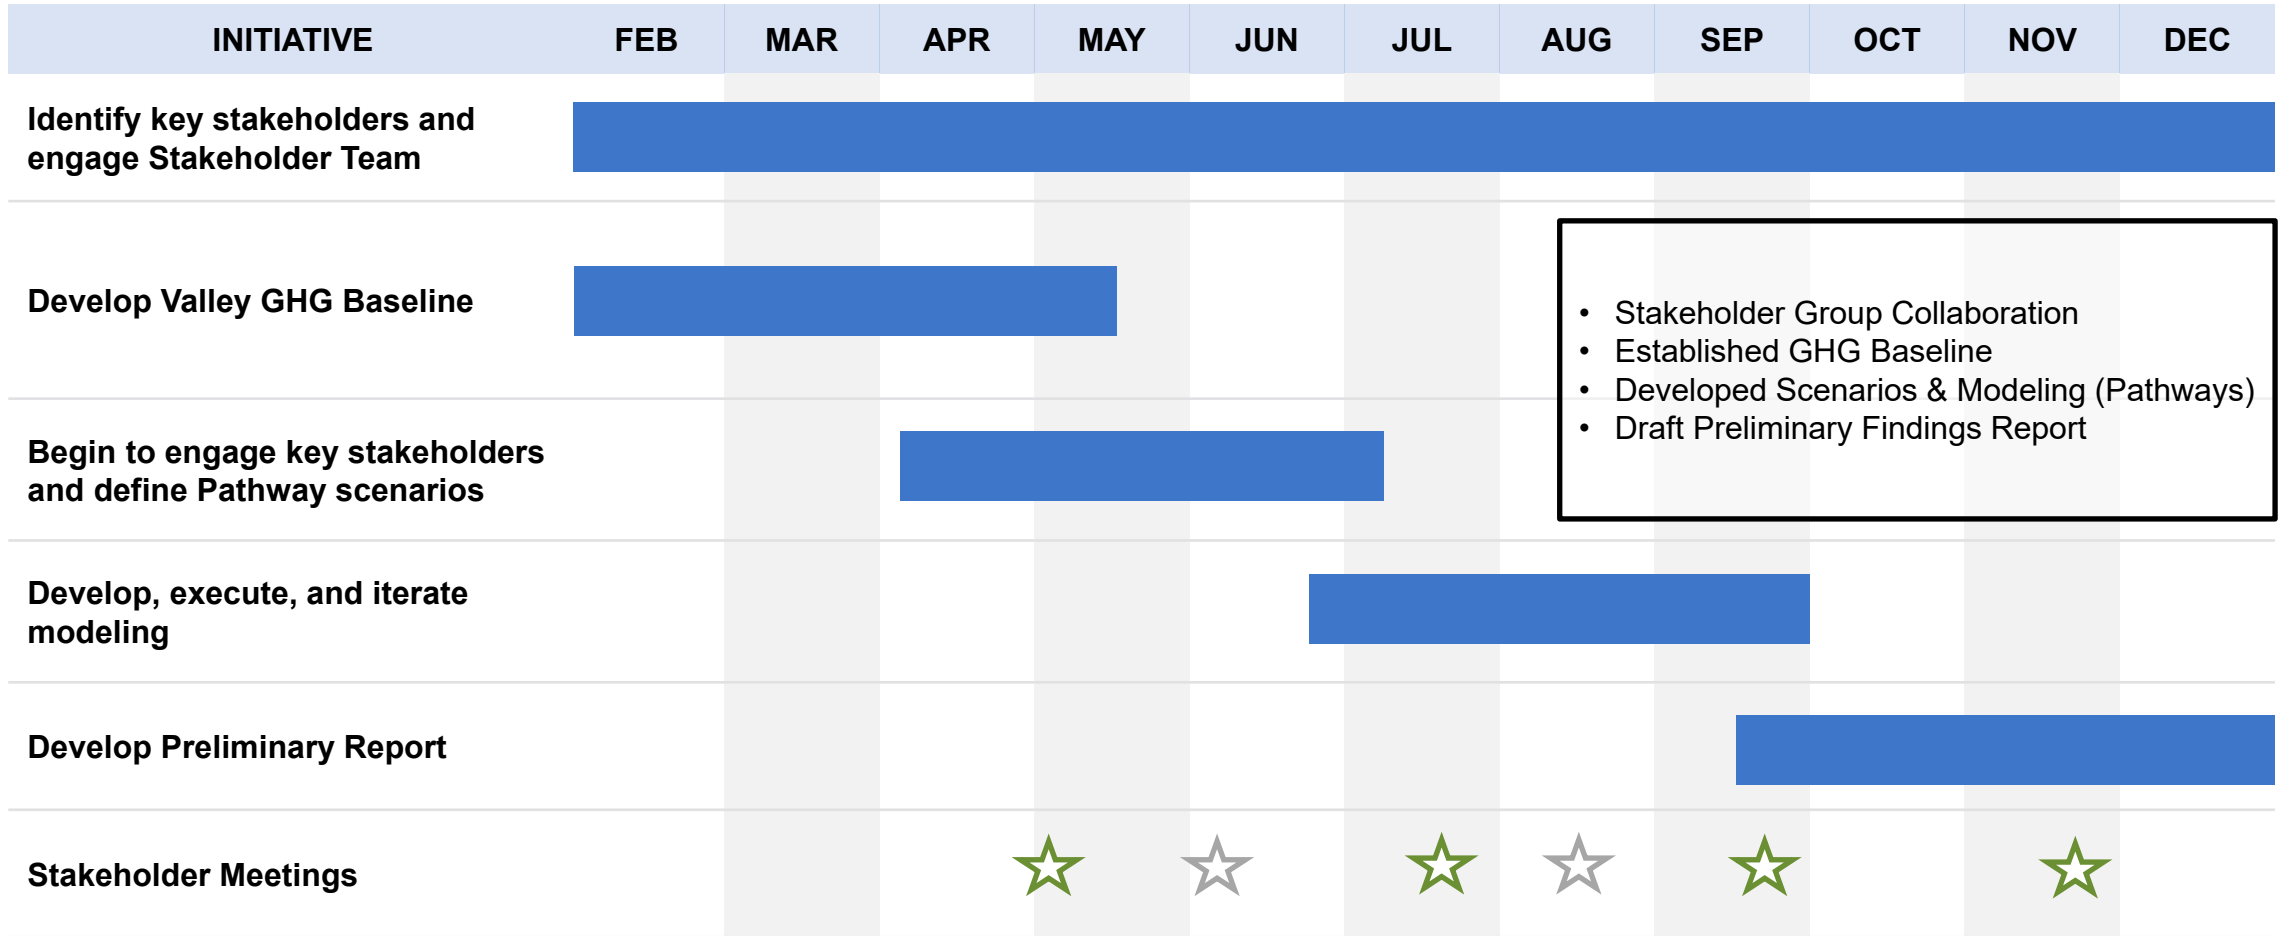 INITIATIVE FEB MAR APR MAY JUN JUL AUG SEP OCT NOV DEC
Identify key stakeholders and
engage Stakeholder Team
Develop Valley GHG Baseline
• Stakeholder Group Collaboration
• Established GHG Baseline
• Developed Scenarios & Modeling (Pathways)
• Draft Preliminary Findings Report
Begin to engage key stakeholders
and define Pathway scenarios
Develop, execute, and iterate
modeling
Develop Preliminary Report
Stakeholder Meetings